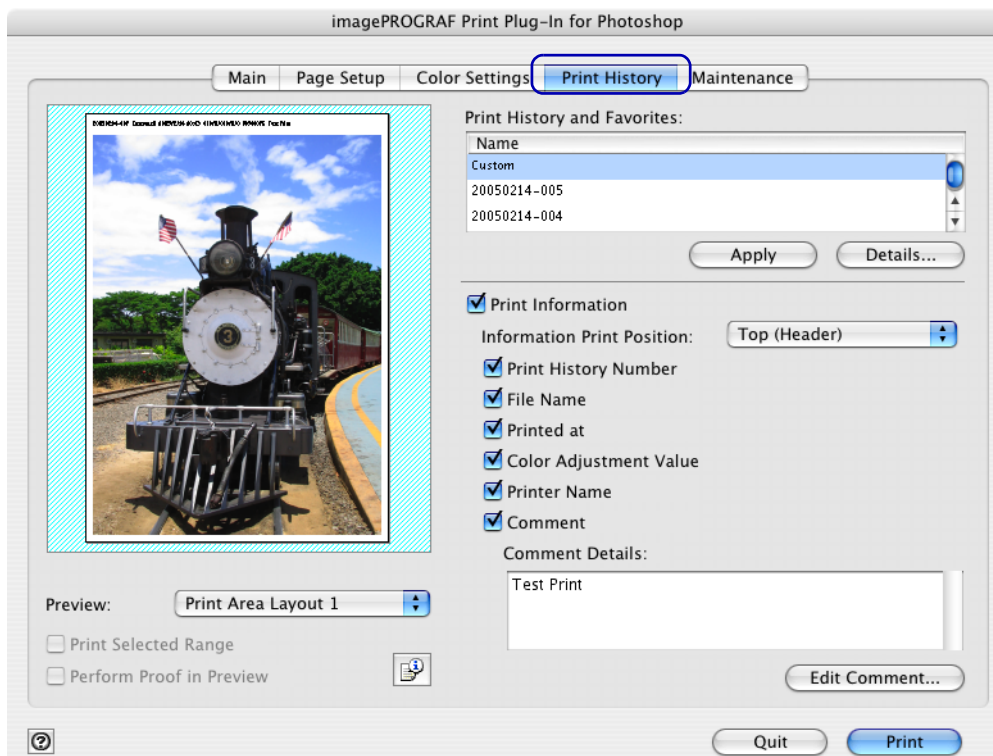 imagePROGRAF Print Plug-In for Photoshop
Main Page Setup Color Settings Print History Maintenance
Print History and Favorites:
Name
Custom
20050214-005
20050214-004
Apply Details...
Print Information
Information Print Position: Top (Header)
Print History Number
File Name
Printed at
Color Adjustment Value
Printer Name
Comment
Comment Details:
Test Print
Edit Comment...
3
Preview: Print Area Layout 1
Print Selected Range
Perform Proof in Preview
?
Quit Print